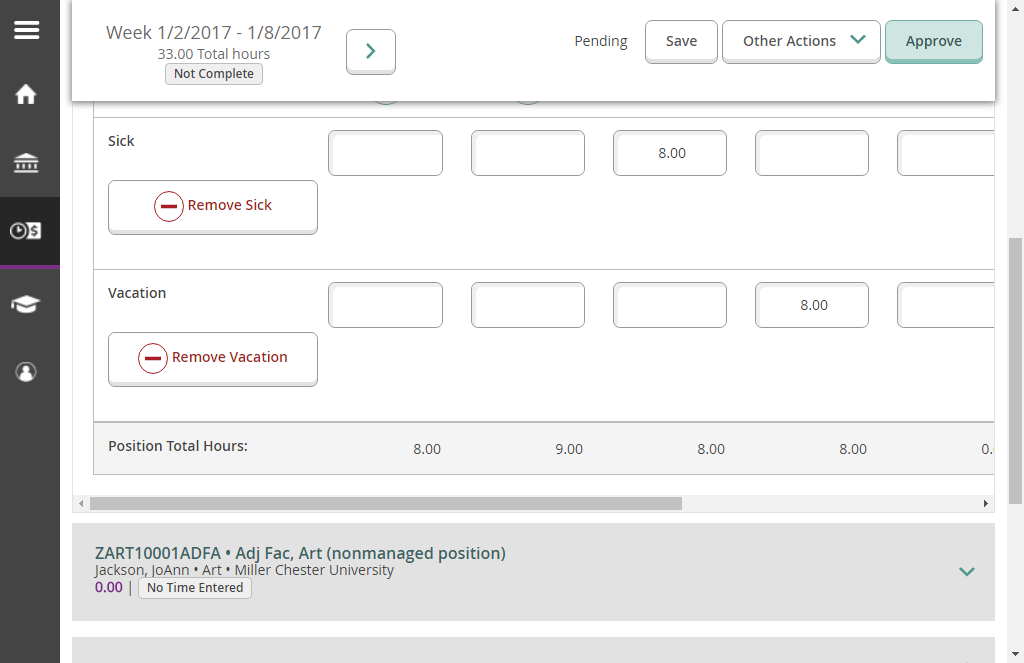 Week 1/2/2017 - 1/8/2017
33.00 Total hours
Not Complete
Pending
Save
Other Actions
Approve
Sick
8.00
Remove Sick
Vacation
8.00
Remove Vacation
Position Total Hours: 8.00 9.00 8.00 8.00 0.
ZART10001ADFA • Adj Fac, Art (nonmanaged position)
Jackson, JoAnn • Art • Miller Chester University
0.00 | No Time Entered